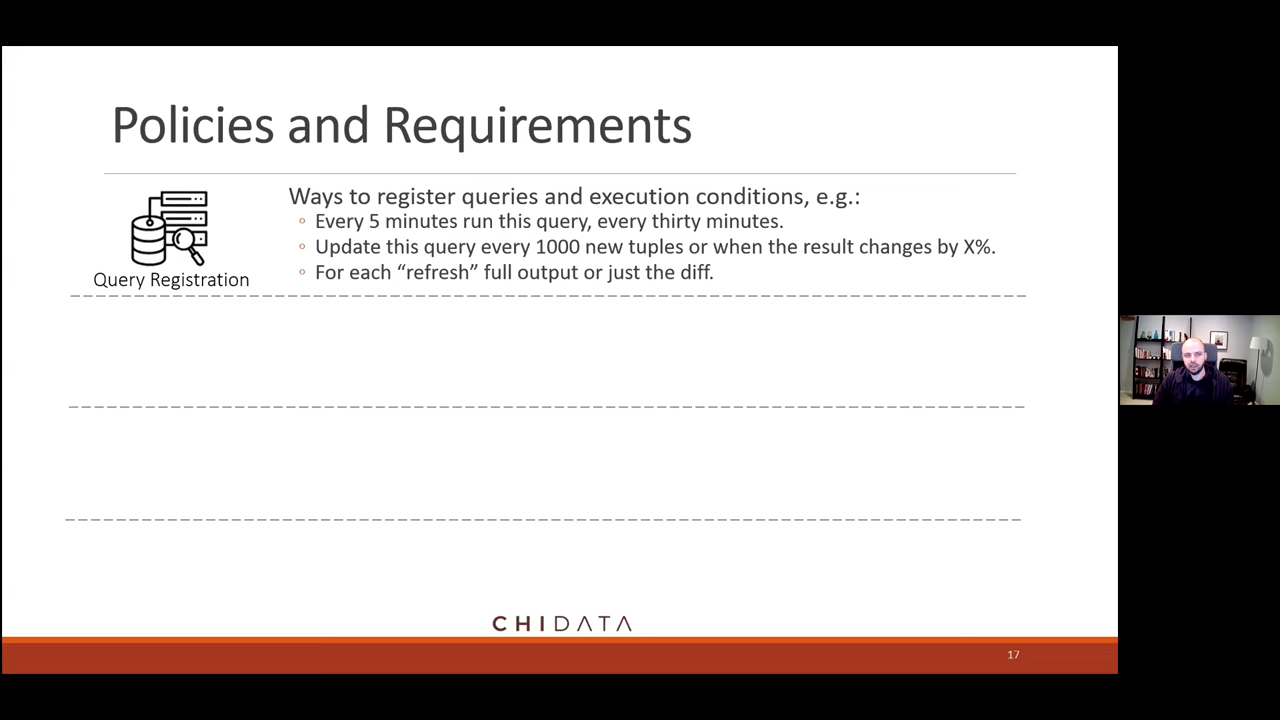 Policies and Requirements
Query Registration
Ways to register queries and execution conditions, e.g.:
Every 5 minutes run this query, every thirty minutes.
Update this query every 1000 new tuples or when the result changes by X%.
For each “refresh” full output or just the diff.
CHIDATA
17